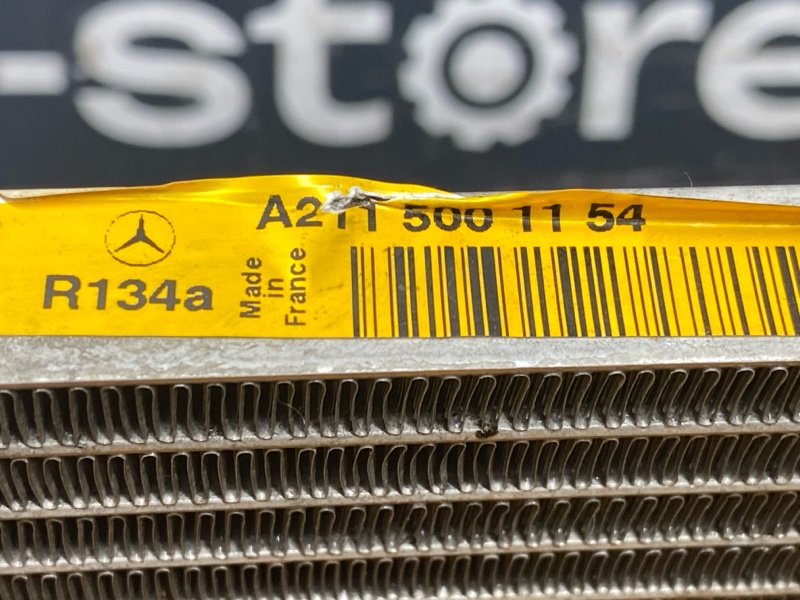 -store
A211 500 11 54
R134a
Made
in
France